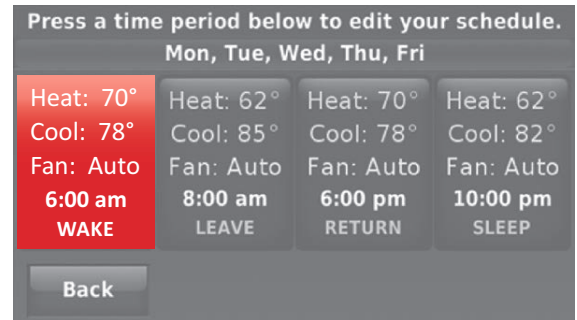 Press a time period below to edit your schedule.
Mon, Tue, Wed, Thu, Fri
Heat: 70°
Cool: 78°
Fan: Auto
6:00 am
WAKE
Heat: 62°
Cool: 85°
Fan: Auto
8:00 am
LEAVE
Heat: 70°
Cool: 78°
Fan: Auto
6:00 pm
RETURN
Heat: 62°
Cool: 82°
Fan: Auto
10:00 pm
SLEEP
Back